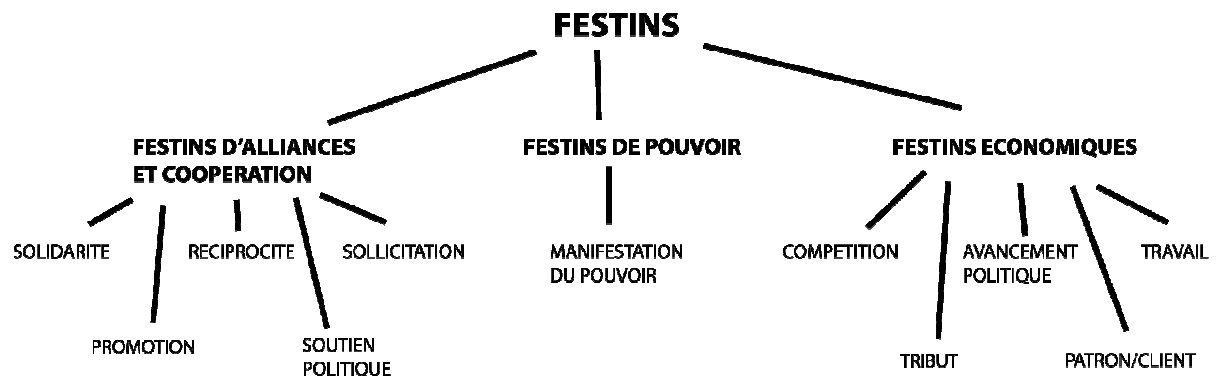 FESTINS
FESTINS D'ALLIANCES
ET COOPERATION
FESTINS DE POUVOIR
FESTINS ECONOMIQUES
SOLIDARITE
RECIPROCITE
SOLLICITATION
MANIFESTATION
DU POUVOIR
COMPETITION
AVANCEMENT
POLITIQUE
TRAVAIL
PROMOTION
SOUTIEN
POLITIQUE
TRIBUT
PATRON/CLIENT